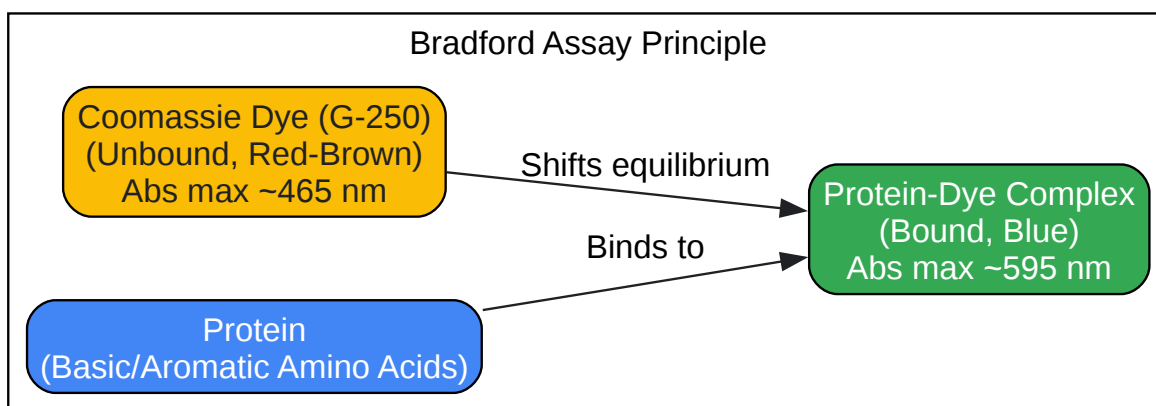 Bradford Assay Principle
Coomassie Dye (G-250)
(Unbound, Red-Brown)
Abs max ~465 nm
Shifts equilibrium
Protein-Dye Complex
(Bound, Blue)
Abs max ~595 nm
Binds to
Protein
(Basic/Aromatic Amino Acids)